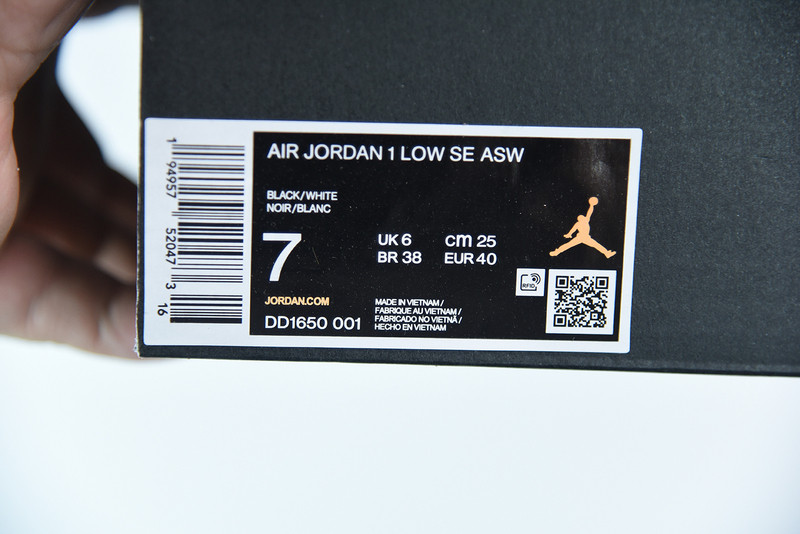 AIR JORDAN 1 LOW SE ASW
BLACK/WHITE
NOIR/BLANC
7
UK 6
cm 25
BR 38
EUR 40
JORDAN.COM
DD1650 001
MADE IN VIETNAM /
FABRIQUE AU VIETNAM /
FABRICADO NO VIETNÃ /
HECHO EN VIETNAM
RFID
1 94957 52047 3
16